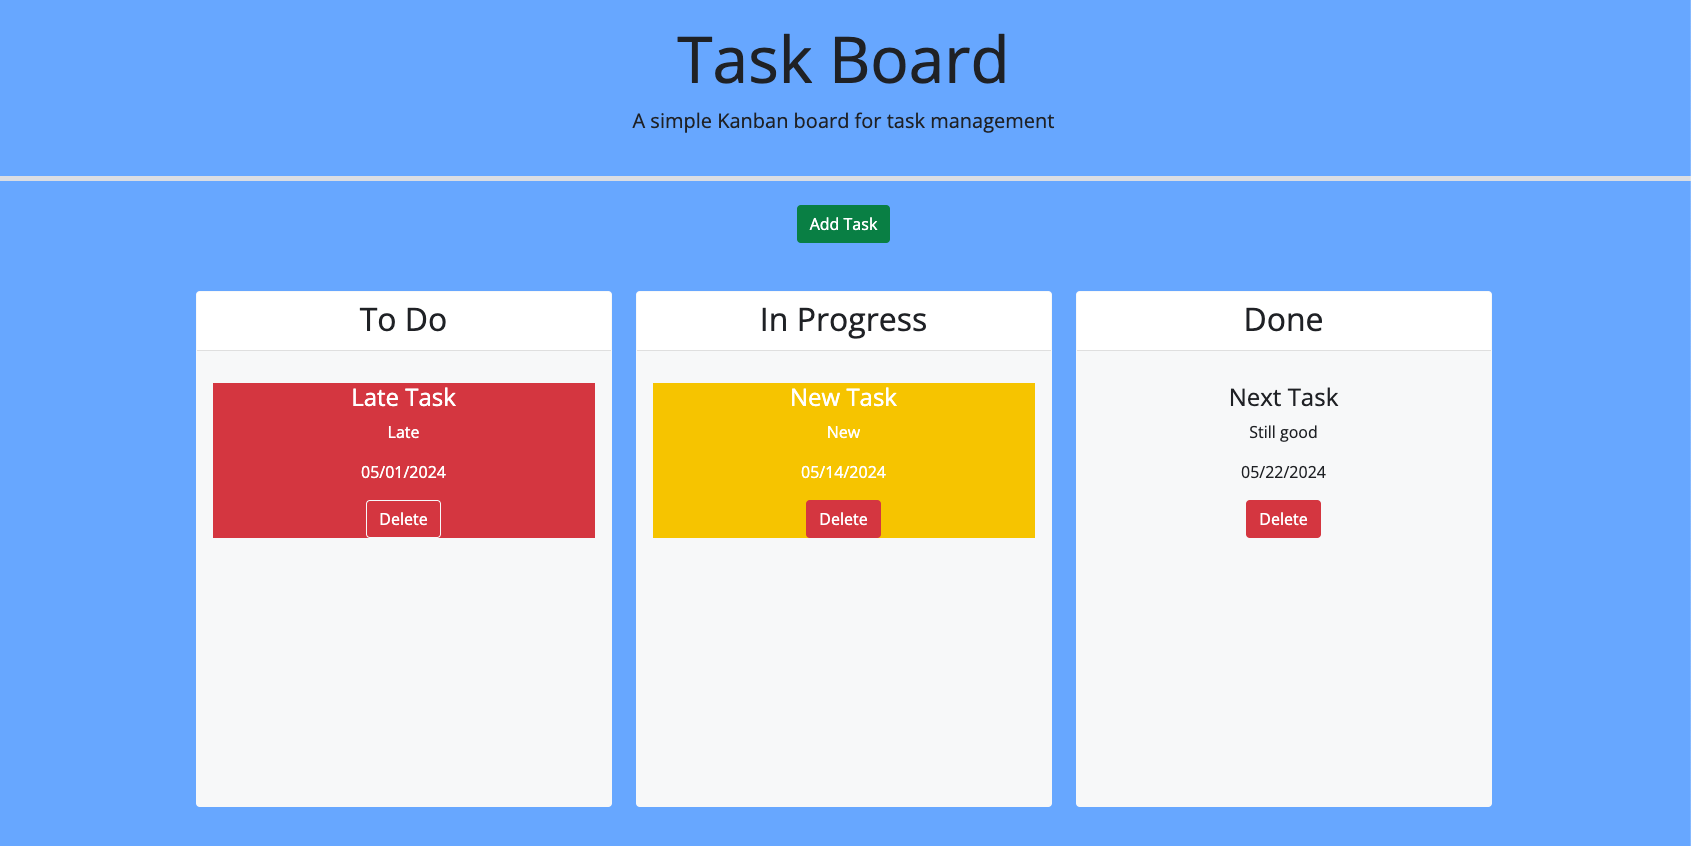 Task Board
A simple Kanban board for task management
Add Task
To Do
Late Task
Late
05/01/2024
Delete
In Progress
New Task
New
05/14/2024
Delete
Done
Next Task
Still good
05/22/2024
Delete